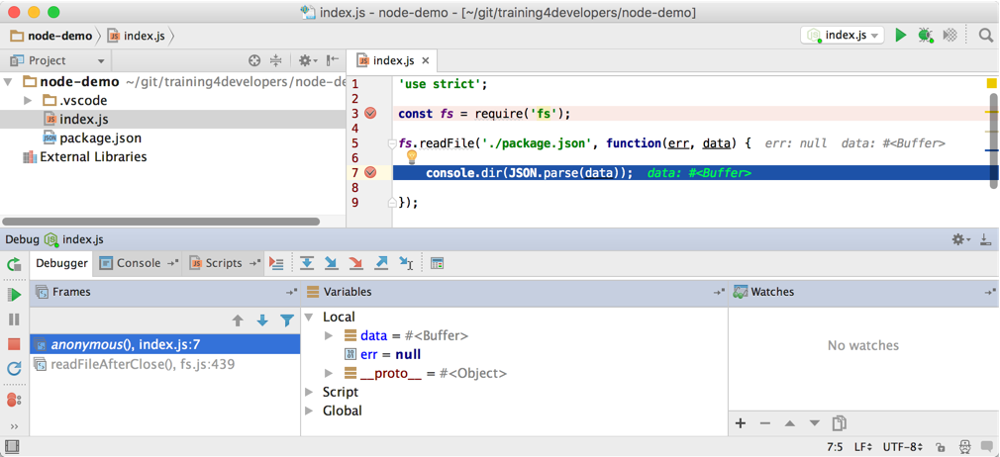 index.js - node-demo - [~/git/training4developers/node-demo]
node-demo index.js index.js
Project index.js
node-demo ~/git/training4developers/node-de
.vscode
index.js
package.json
External Libraries
1 'use strict';
2
3 const fs = require('fs');
4
5 fs.readFile('./package.json', function(err, data) { err: null data: #<Buffer>
6
7 console.dir(JSON.parse(data)); data: #<Buffer>
8
9 });
Debug index.js
Debugger Console Scripts
Frames
anonymous(), index.js:7
readFileAfterClose(), fs.js:439
Variables
Local
data = #<Buffer>
err = null
__proto__ = #<Object>
Script
Global
Watches
No watches
7:5 LF UTF-8